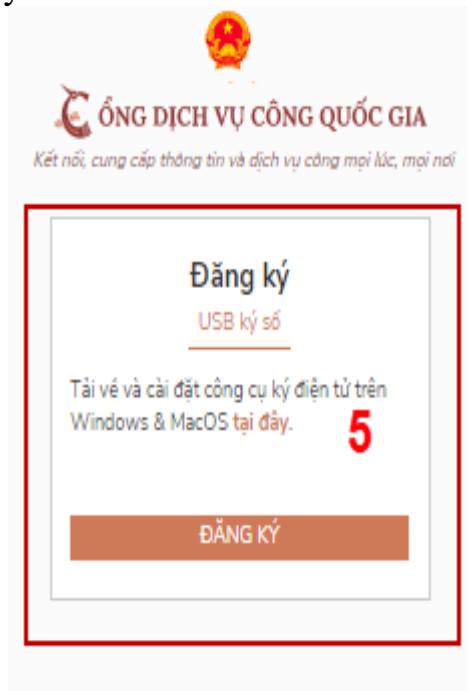 CỔNG DỊCH VỤ CÔNG QUỐC GIA
Kết nối, cung cấp thông tin và dịch vụ công mọi lúc, mọi nơi
Đăng ký
USB ký số
Tải về và cài đặt công cụ ký điện tử trên
Windows & MacOS tại đây.
5
ĐĂNG KÝ